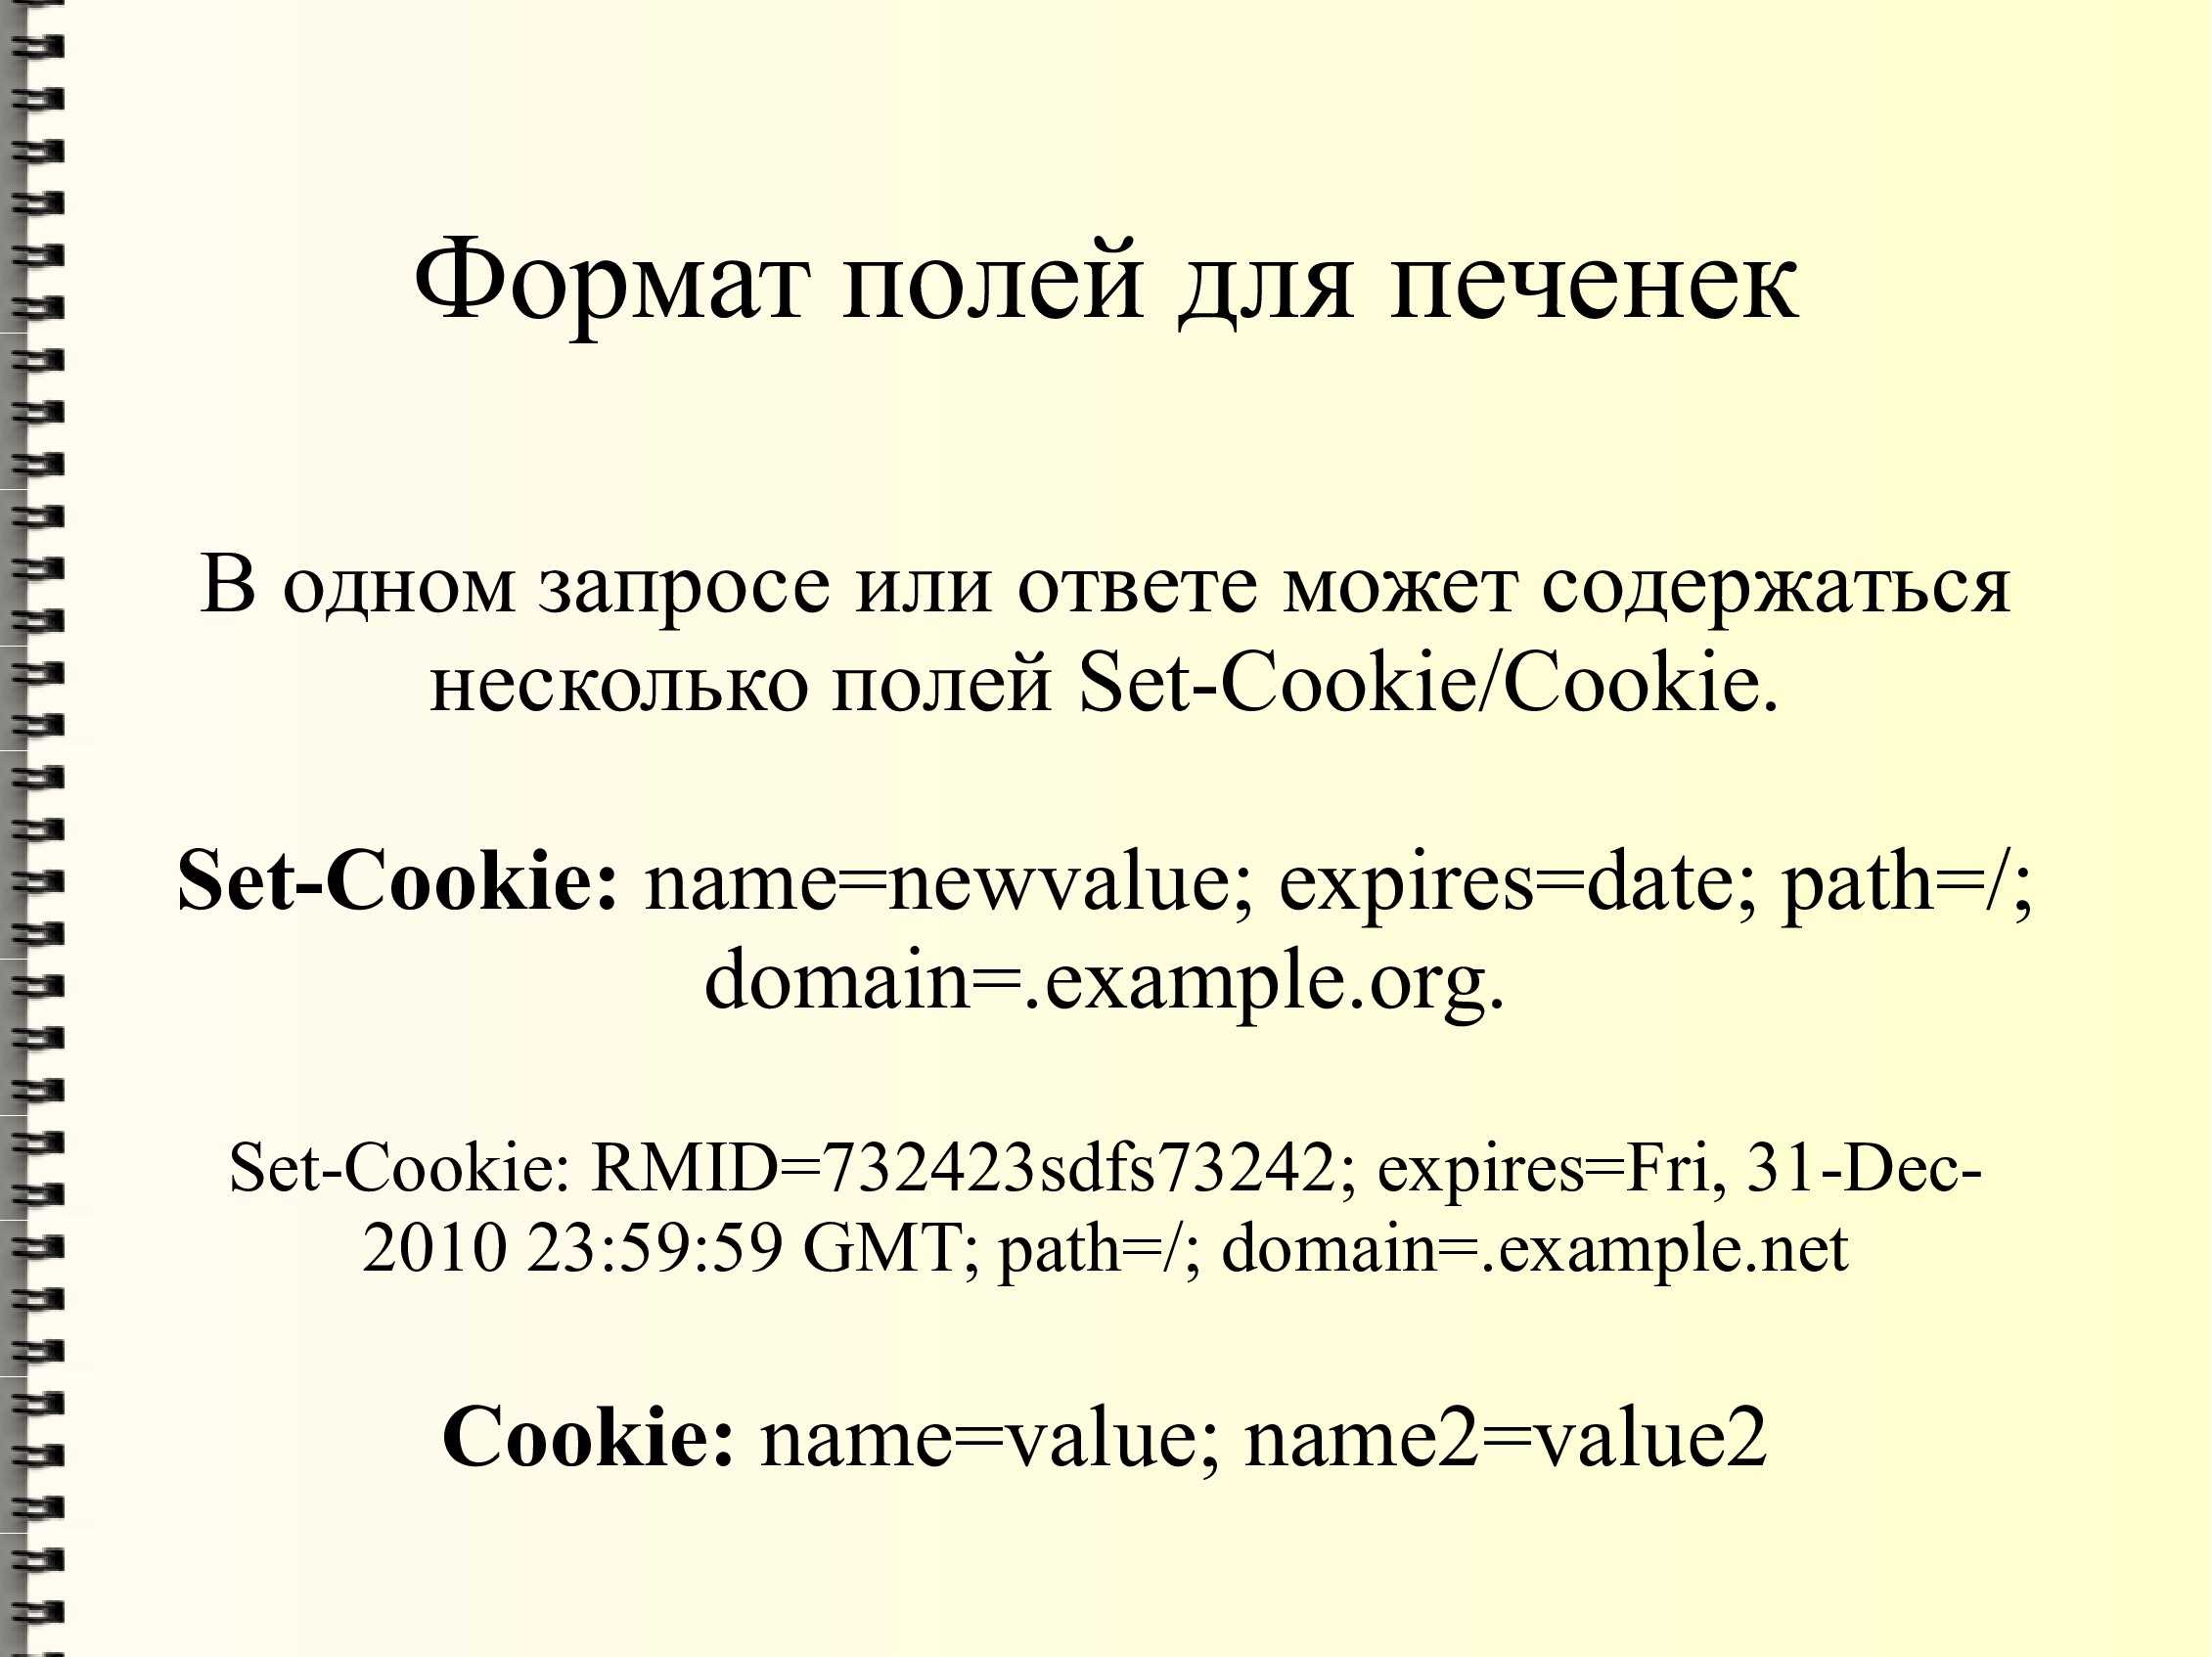 Формат полей для печенек
В одном запросе или ответе может содержаться
несколько полей Set-Cookie/Cookie.
Set-Cookie: name=newvalue; expires=date; path=/;
domain=.example.org.
Set-Cookie: RMID=732423sdfs73242; expires=Fri, 31-Dec-
2010 23:59:59 GMT; path=/; domain=.example.net
Cookie: name=value; name2=value2